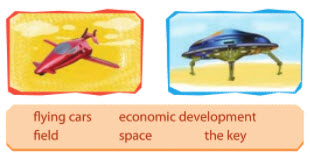 flying cars economic development
field space the key